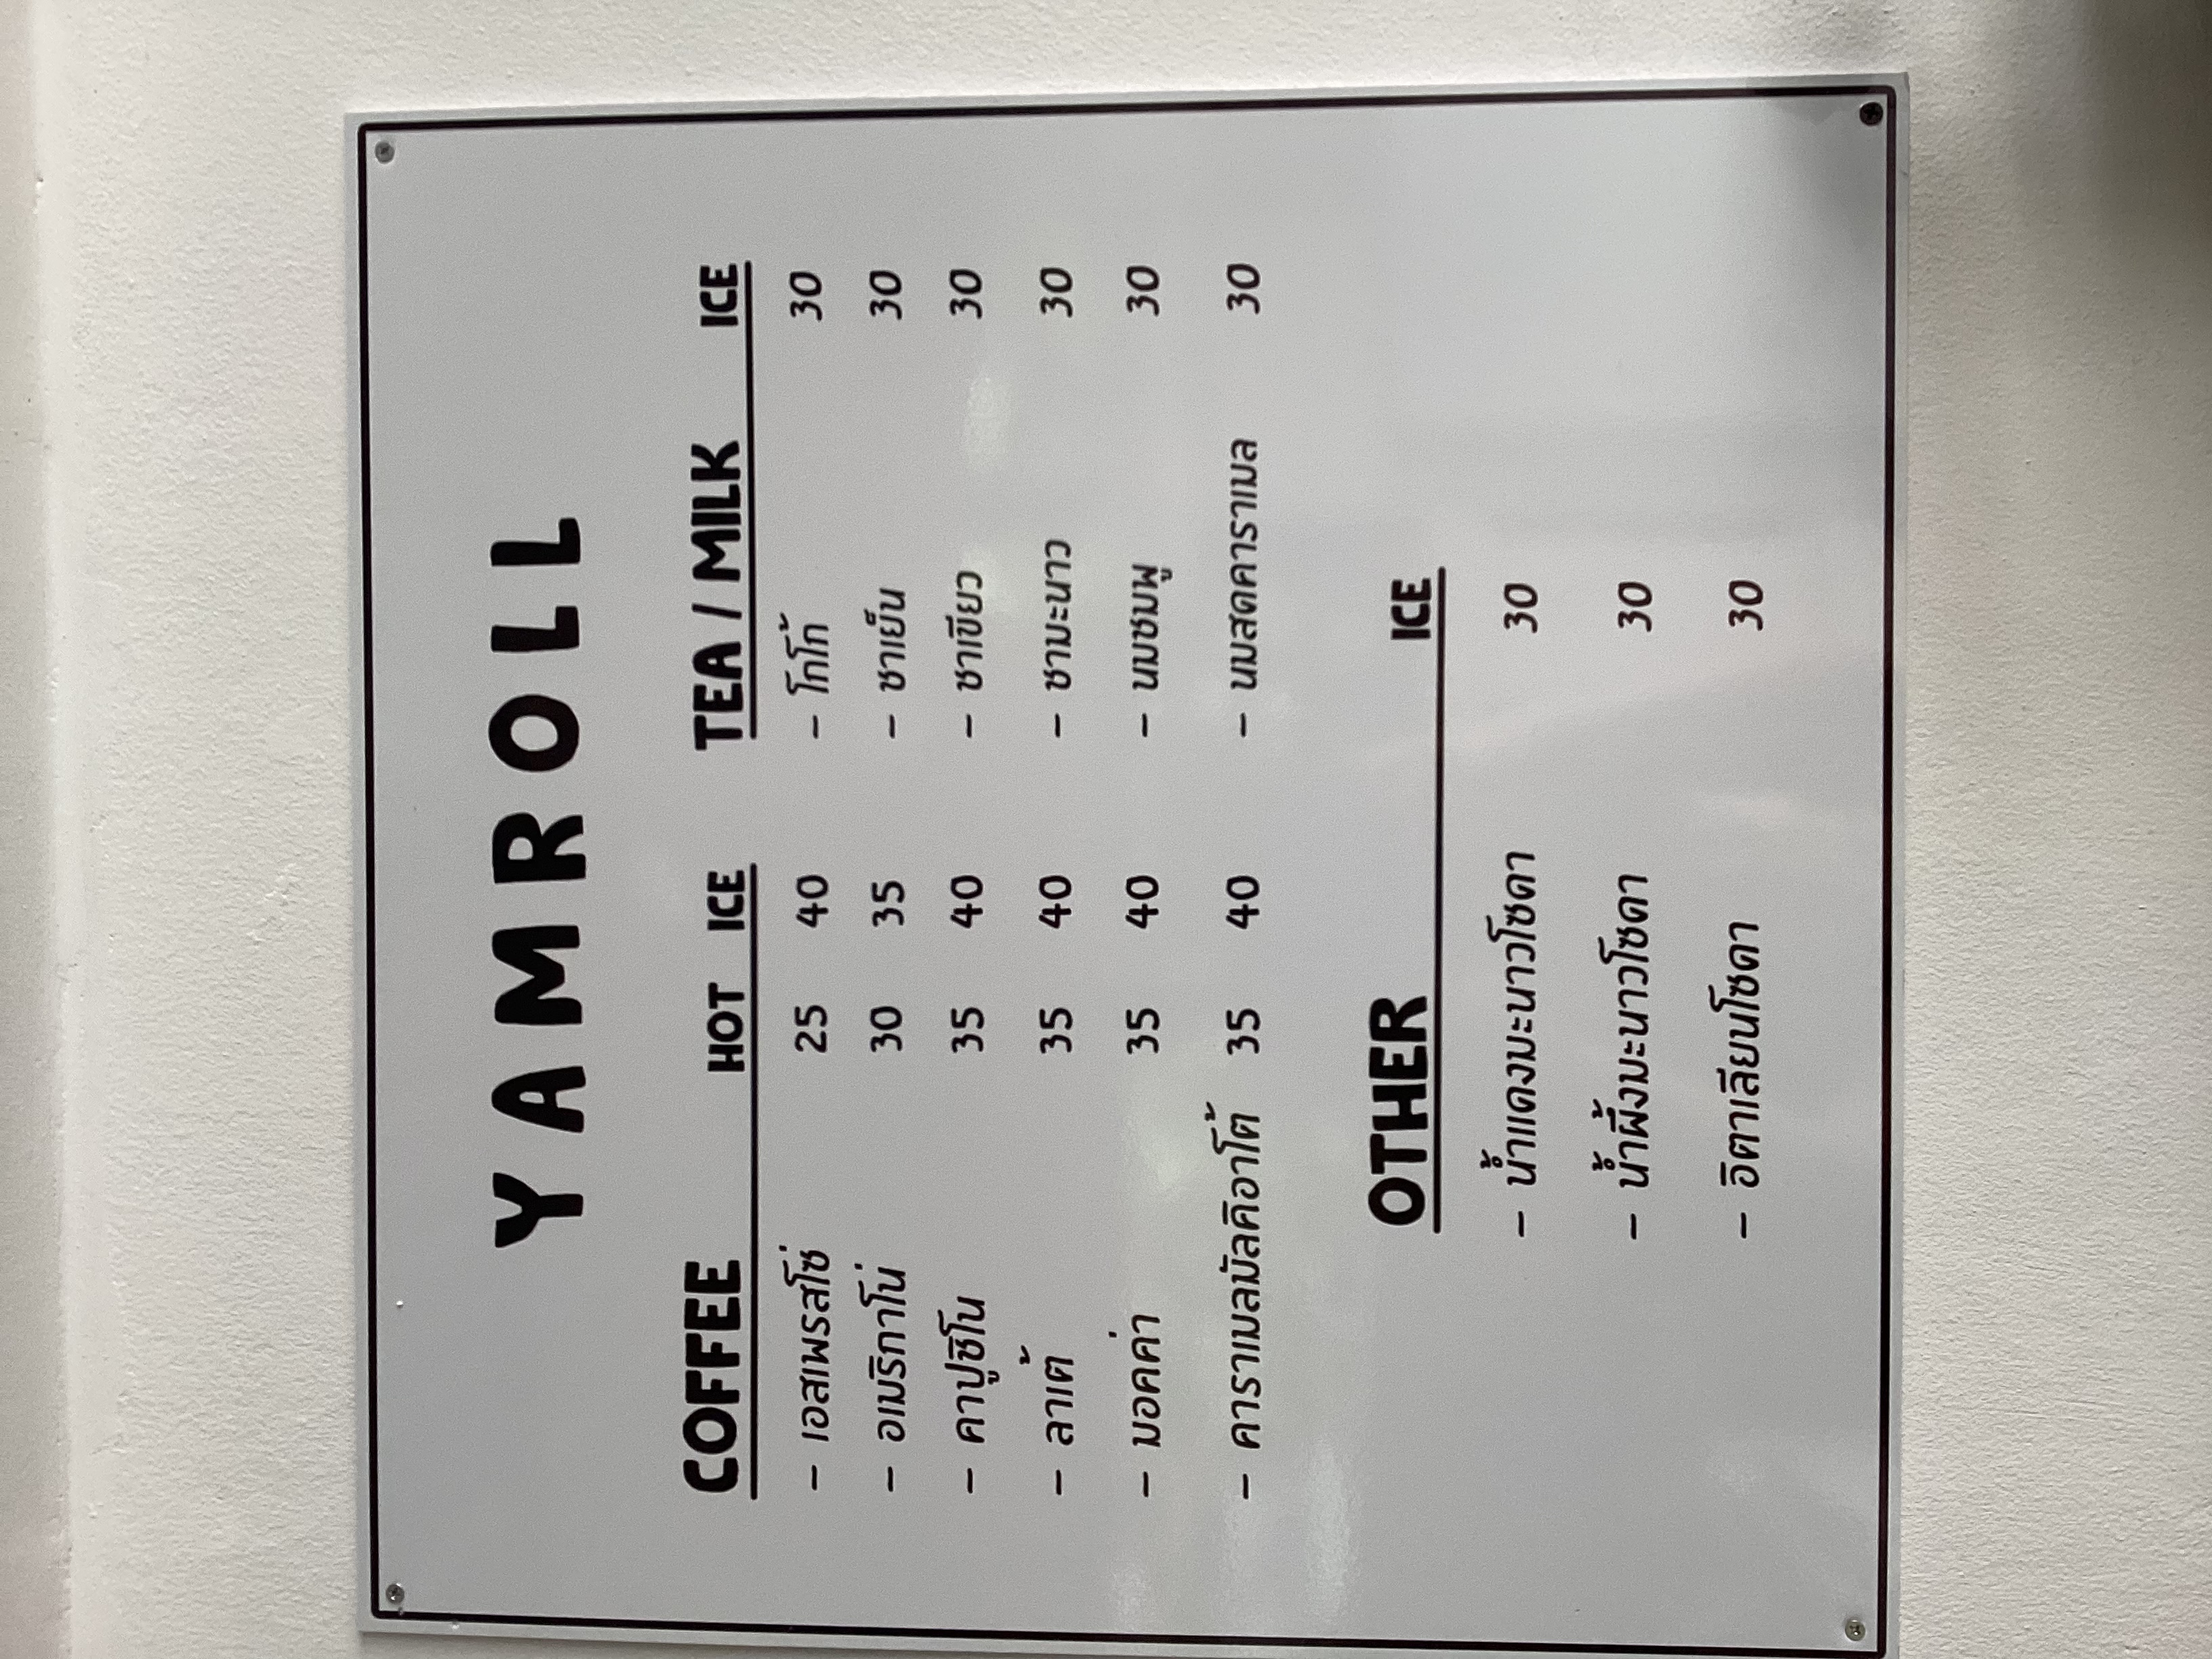 YAMROLL
COFFEE HOT ICE
- เอสเพรสโซ่ 25 40
- อเมริกาโน่ 30 35
- คาปูชิโน 35 40
- ลาเต้ 35 40
- มอคค่า 35 40
- คาราเมลมัลคิอาโต้ 35 40
TEA / MILK ICE
- โกโก้ 30
- ชาเย็น 30
- ชาเขียว 30
- ชามะนาว 30
- นมชมพู 30
- นมสดคาราเมล 30
OTHER ICE
- น้ำแดงมะนาวโซดา 30
- น้ำผึ้งมะนาวโซดา 30
- อิตาเลียนโซดา 30